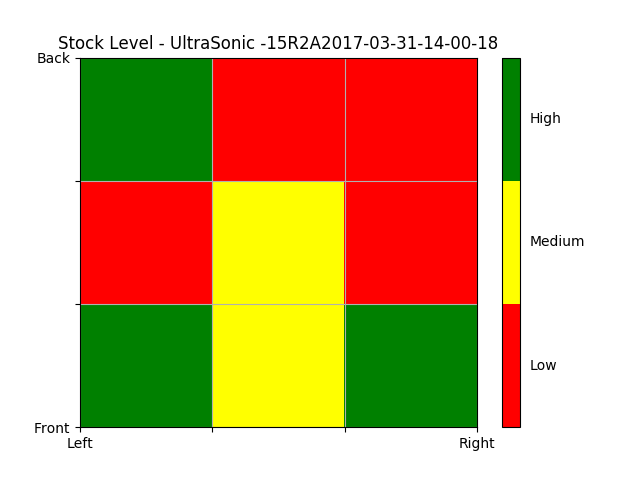 Stock Level - UltraSonic -15R2A2017-03-31-14-00-18
Back
High
Medium
Low
Front
Left
Right